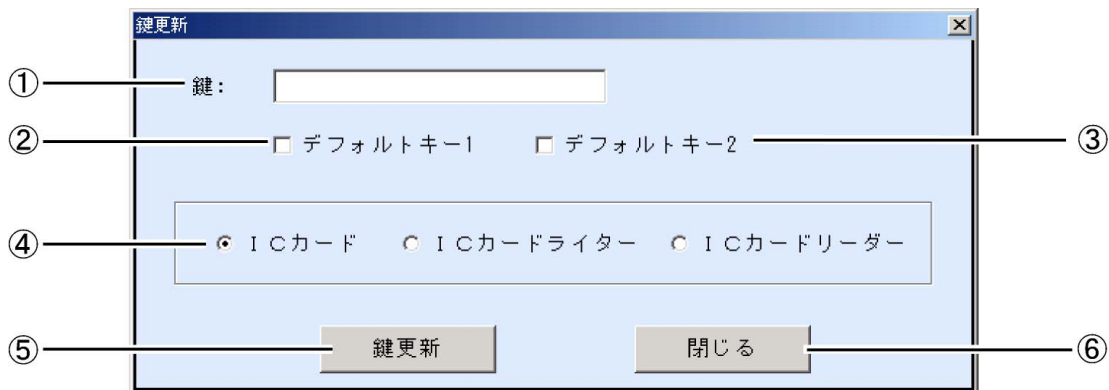 鍵更新
① 鍵:
② デフォルトキー1 デフォルトキー2 ③
④ ICカード ICカードライター ICカードリーダー
⑤ 鍵更新 閉じる ⑥